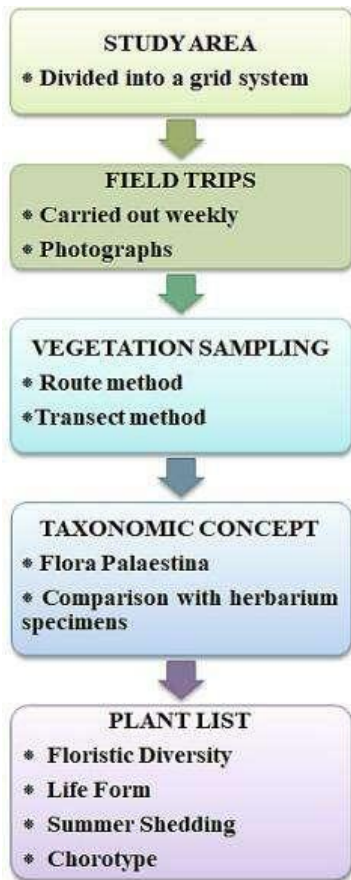 STUDY AREA
* Divided into a grid system
FIELD TRIPS
* Carried out weekly
* Photographs
VEGETATION SAMPLING
* Route method
*Transect method
TAXONOMIC CONCEPT
* Flora Palaestina
* Comparison with herbarium
specimens
PLANT LIST
* Floristic Diversity
* Life Form
* Summer Shedding
* Chorotype